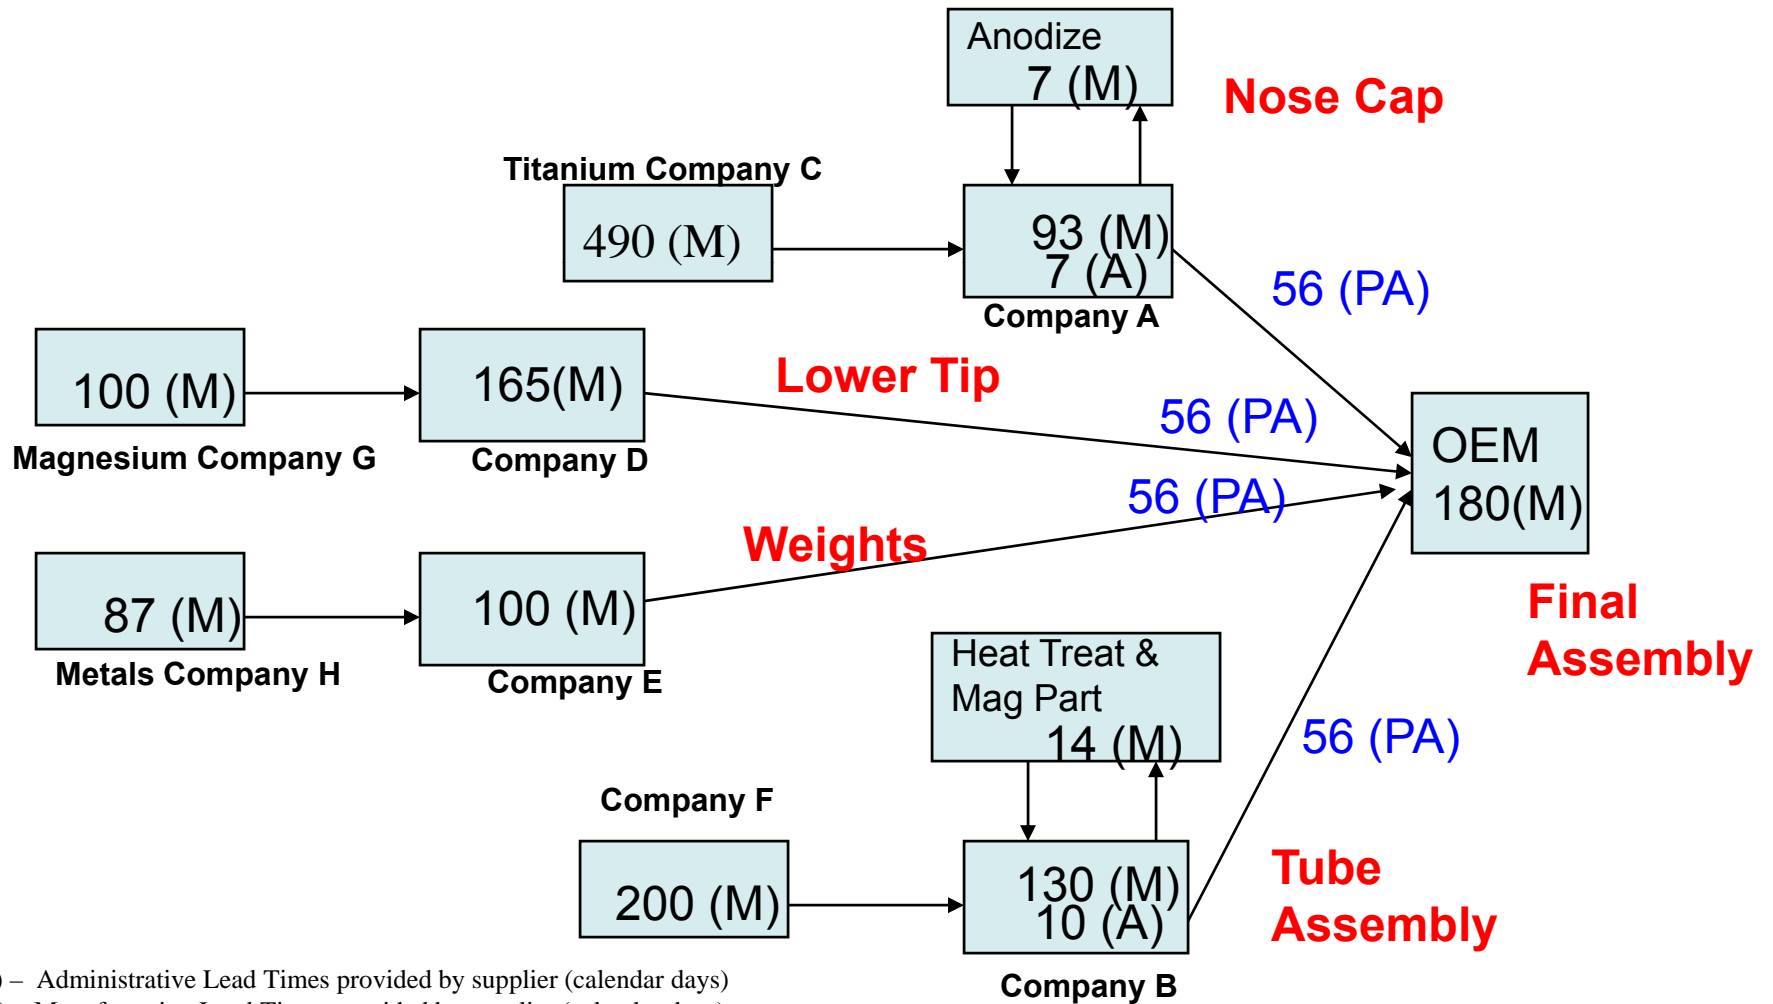 Anodize
7 (M)
Nose Cap
Titanium Company C
490 (M)
93 (M)
7 (A)
Company A
56 (PA)
100 (M)
Magnesium Company G
165(M)
Company D
Lower Tip
56 (PA)
OEM
180(M)
56 (PA)
Weights
87 (M)
Metals Company H
100 (M)
Company E
Final
Assembly
Heat Treat &
Mag Part
14 (M)
56 (PA)
Company F
200 (M)
130 (M)
10 (A)
Company B
Tube
Assembly
) – Administrative Lead Times provided by supplier (calendar days)